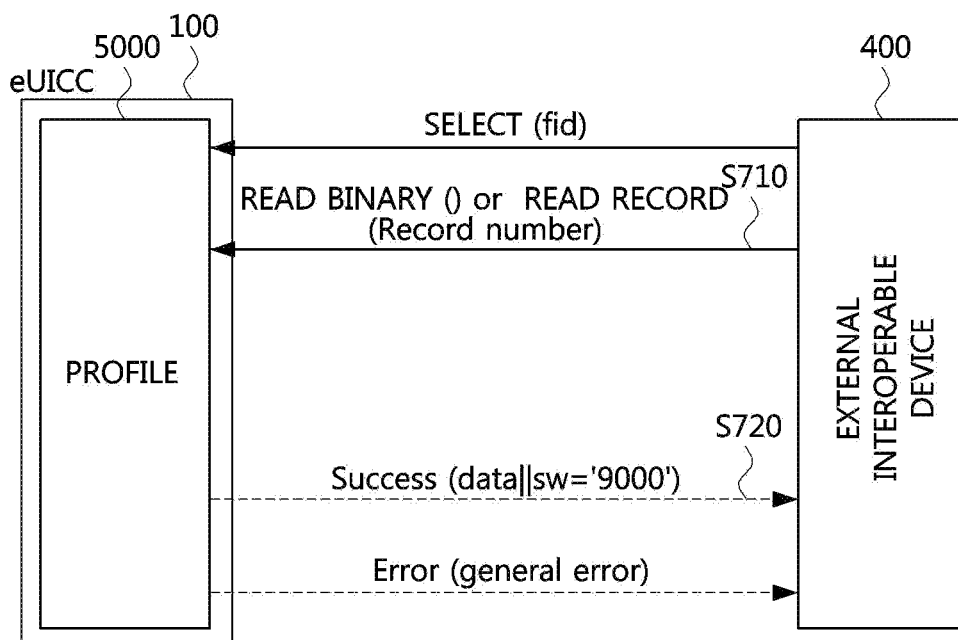 100
5000
400
eUICC
SELECT (fid)
S710
READ BINARY () or READ RECORD
(Record number)
PROFILE
EXTERNAL
INTEROPERABLE
DEVICE
S720
Success (data||sw='9000')
Error (general error)